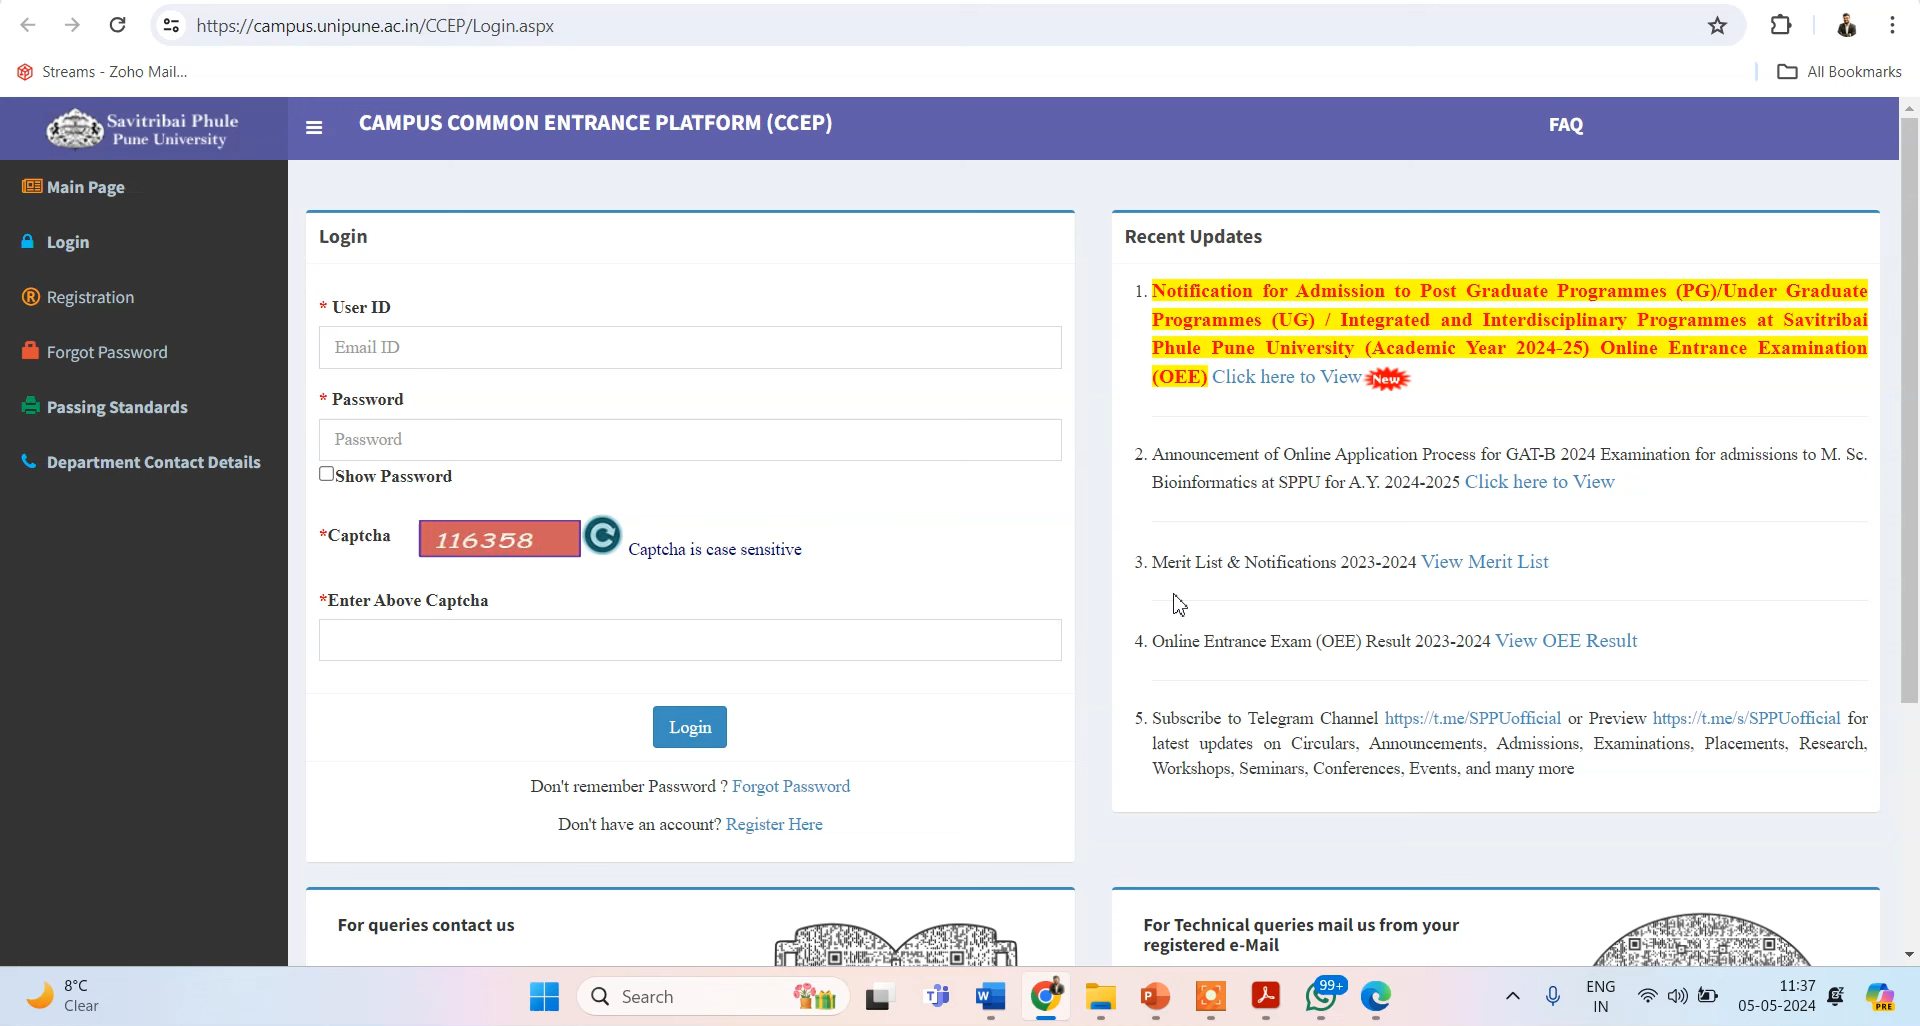 https://campus.unipune.ac.in/CCEP/Login.aspx
Streams - Zoho Mail...
All Bookmarks
Savitribai Phule
Pune University
CAMPUS COMMON ENTRANCE PLATFORM (CCEP)
FAQ
Main Page
Login
Registration
Forgot Password
Passing Standards
Department Contact Details
Login
* User ID
Email ID
* Password
Password
Show Password
*Captcha
116358
Captcha is case sensitive
*Enter Above Captcha
Login
Don't remember Password ? Forgot Password
Don't have an account? Register Here
Recent Updates
1. Notification for Admission to Post Graduate Programmes (PG)/Under Graduate
Programmes (UG) / Integrated and Interdisciplinary Programmes at Savitribai
Phule Pune University (Academic Year 2024-25) Online Entrance Examination
(OEE) Click here to View New
2. Announcement of Online Application Process for GAT-B 2024 Examination for admissions to M. Sc.
Bioinformatics at SPPU for A.Y. 2024-2025 Click here to View
3. Merit List & Notifications 2023-2024 View Merit List
4. Online Entrance Exam (OEE) Result 2023-2024 View OEE Result
5. Subscribe to Telegram Channel https://t.me/SPPUofficial or Preview https://t.me/s/SPPUofficial for
latest updates on Circulars, Announcements, Admissions, Examinations, Placements, Research,
Workshops, Seminars, Conferences, Events, and many more
For queries contact us
For Technical queries mail us from your
registered e-Mail
8°C
Clear
Search
99+
ENG
IN
11:37
05-05-2024
PRE